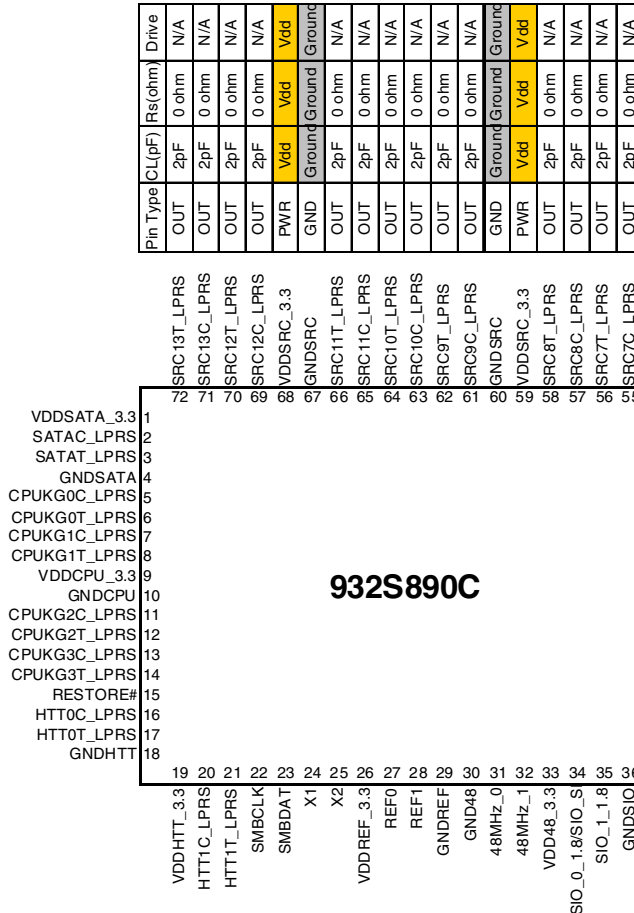 Drive N/A N/A N/A N/A Vdd Ground N/A N/A N/A N/A N/A N/A Ground Vdd N/A N/A N/A N/A
Rs(ohm) 0 ohm 0 ohm 0 ohm 0 ohm Vdd Ground 0 ohm 0 ohm 0 ohm 0 ohm 0 ohm 0 ohm Ground Vdd 0 ohm 0 ohm 0 ohm 0 ohm
CL(pF) 2pF 2pF 2pF 2pF Vdd Ground 2pF 2pF 2pF 2pF 2pF 2pF Ground Vdd 2pF 2pF 2pF 2pF
Pin Type OUT OUT OUT OUT PWR GND OUT OUT OUT OUT OUT OUT GND PWR OUT OUT OUT OUT
SRC13T_LPRS SRC13C_LPRS SRC12T_LPRS SRC12C_LPRS VDDSRC_3.3 GNDSRC SRC11T_LPRS SRC11C_LPRS SRC10T_LPRS SRC10C_LPRS SRC9T_LPRS SRC9C_LPRS GNDSRC VDDSRC_3.3 SRC8T_LPRS SRC8C_LPRS SRC7T_LPRS SRC7C_LPRS
72 71 70 69 68 67 66 65 64 63 62 61 60 59 58 57 56 55
VDDSATA_3.3 1
SATAC_LPRS 2
SATAT_LPRS 3
GNDSATA 4
CPUKG0C_LPRS 5
CPUKG0T_LPRS 6
CPUKG1C_LPRS 7
CPUKG1T_LPRS 8
VDDCPU_3.3 9
GNDCPU 10
932S890C
CPUKG2C_LPRS 11
CPUKG2T_LPRS 12
CPUKG3C_LPRS 13
CPUKG3T_LPRS 14
RESTORE# 15
HTT0C_LPRS 16
HTT0T_LPRS 17
GNDHTT 18
19 20 21 22 23 24 25 26 27 28 29 30 31 32 33 34 35 36
VDDHTT_3.3 HTT1C_LPRS HTT1T_LPRS SMBCLK SMBDAT X1 X2 VDDREF_3.3 REF0 REF1 GNDREF GND48 48MHz_0 48MHz_1 VDD48_3.3 SIO_0_1.8/SIO_S SIO_1_1.8 GNDSIO